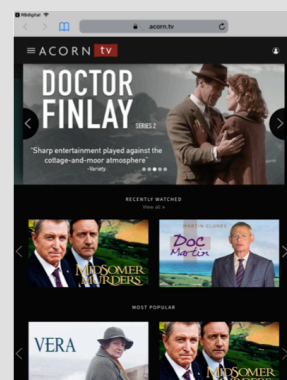 RBdigital
acorn.tv
ACORN tv
DOCTOR
FINLAY SERIES 2
“Sharp entertainment played against the
cottage-and-moor atmosphere”
-Variety
RECENTLY WATCHED
View all >
MIDSOMER
MURDERS
MARTIN CLUNES
Doc
Martin
MOST POPULAR
VERA
MIDSOMER
MURDERS